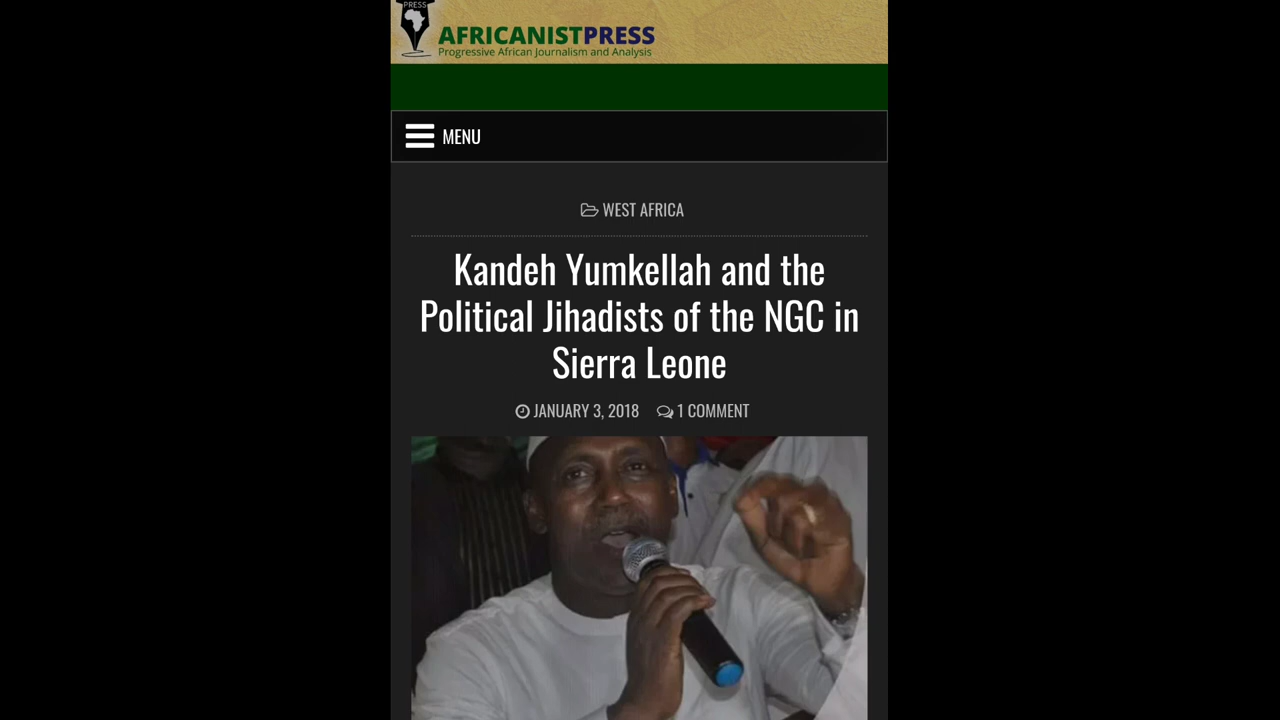 PRESS
AFRICANISTPRESS
Progressive African Journalism and Analysis
MENU
WEST AFRICA
Kandeh Yumkellah and the
Political Jihadists of the NGC in
Sierra Leone
JANUARY 3, 2018 1 COMMENT